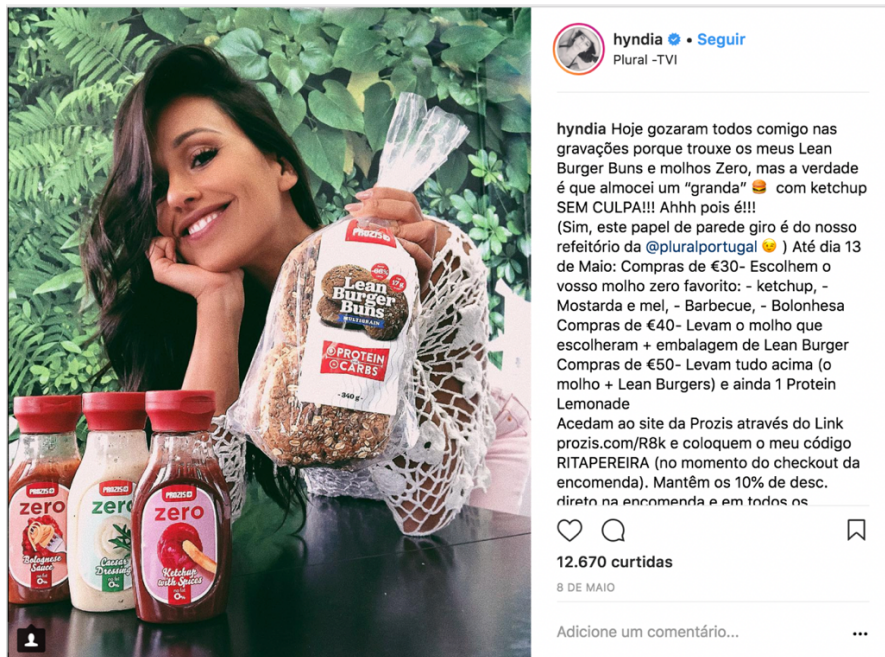 hyndia • Seguir
Plural -TVI
hyndia Hoje gozaram todos comigo nas
gravações porque trouxe os meus Lean
Burger Buns e molhos Zero, mas a verdade
é que almocei um “granda” 🍔 com ketchup
SEM CULPA!!! Ahhh pois é!!!
(Sim, este papel de parede giro é do nosso
refeitório da @pluralportugal 😉 ) Até dia 13
de Maio: Compras de €30- Escolhem o
vosso molho zero favorito: - ketchup, -
Mostarda e mel, - Barbecue, - Bolonhesa
Compras de €40- Levam o molho que
escolheram + embalagem de Lean Burger
Compras de €50- Levam tudo acima (o
molho + Lean Burgers) e ainda 1 Protein
Lemonade
Acedam ao site da Prozis através do Link
prozis.com/R8k e coloquem o meu código
RITAPEREIRA (no momento do checkout da
encomenda). Mantêm os 10% de desc.
direto na encomenda e em todos os
12.670 curtidas
8 DE MAIO
Adicione um comentário...
PROZIS
Lean
Burger
Buns
MULTIGRAIN
PROTEIN
CARBS
- 340 g -
PROZIS
zero
Bolognese
Sauce
0%
PROZIS
zero
Caesar
Dressing
0%
PROZIS
zero
Ketchup
with Spices
0%